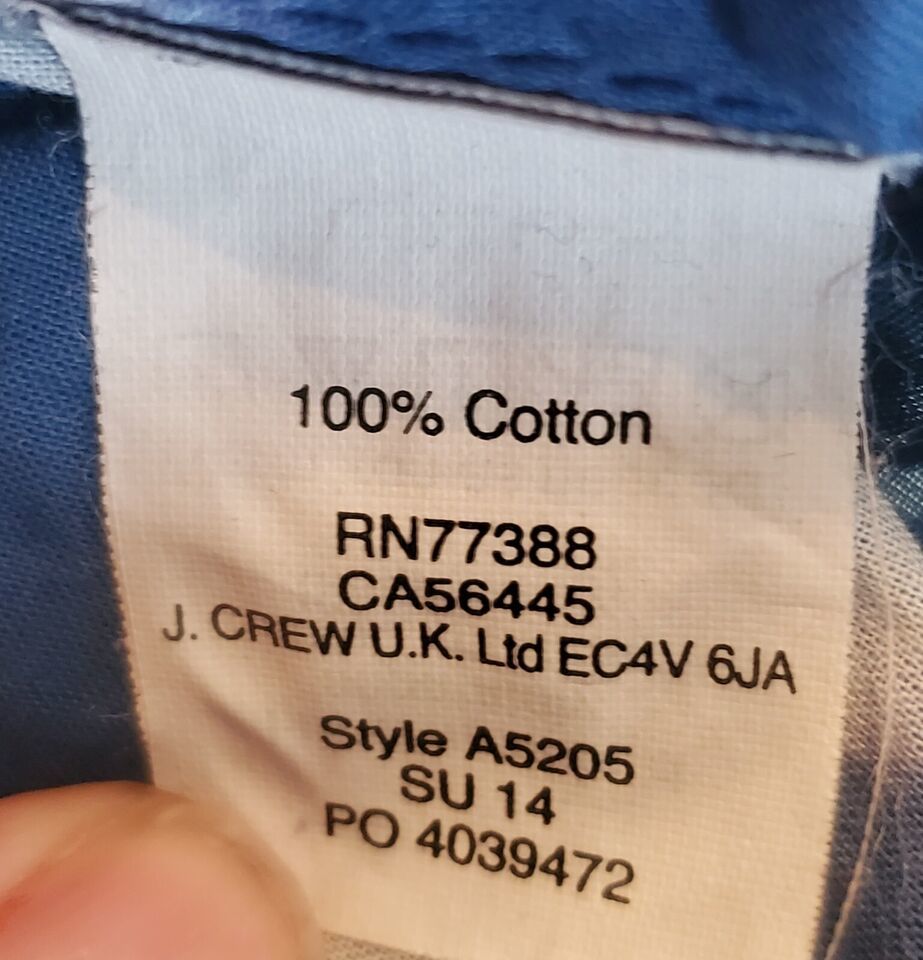 100% Cotton
RN77388
CA56445
J. CREW U.K. Ltd EC4V 6JA
Style A5205
SU 14
PO 4039472